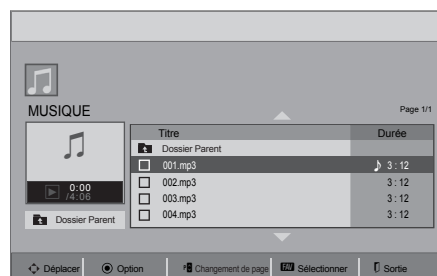 MUSIQUE
Page 1/1
Titre Durée
Dossier Parent
001.mp3 3 : 12
002.mp3 3 : 12
003.mp3 3 : 12
004.mp3 3 : 12
0:00
/4:06
Dossier Parent
Déplacer Option P Changement de page FAV Sélectionner Sortie